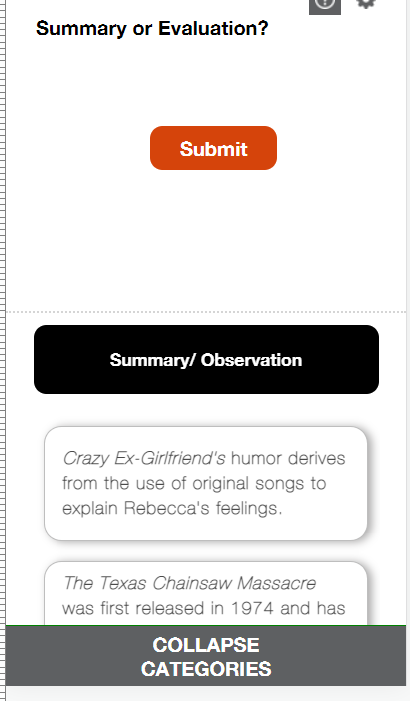 Summary or Evaluation?
Submit
Summary/ Observation
Crazy Ex-Girlfriend's humor derives
from the use of original songs to
explain Rebecca's feelings.
The Texas Chainsaw Massacre
was first released in 1974 and has
COLLAPSE
CATEGORIES